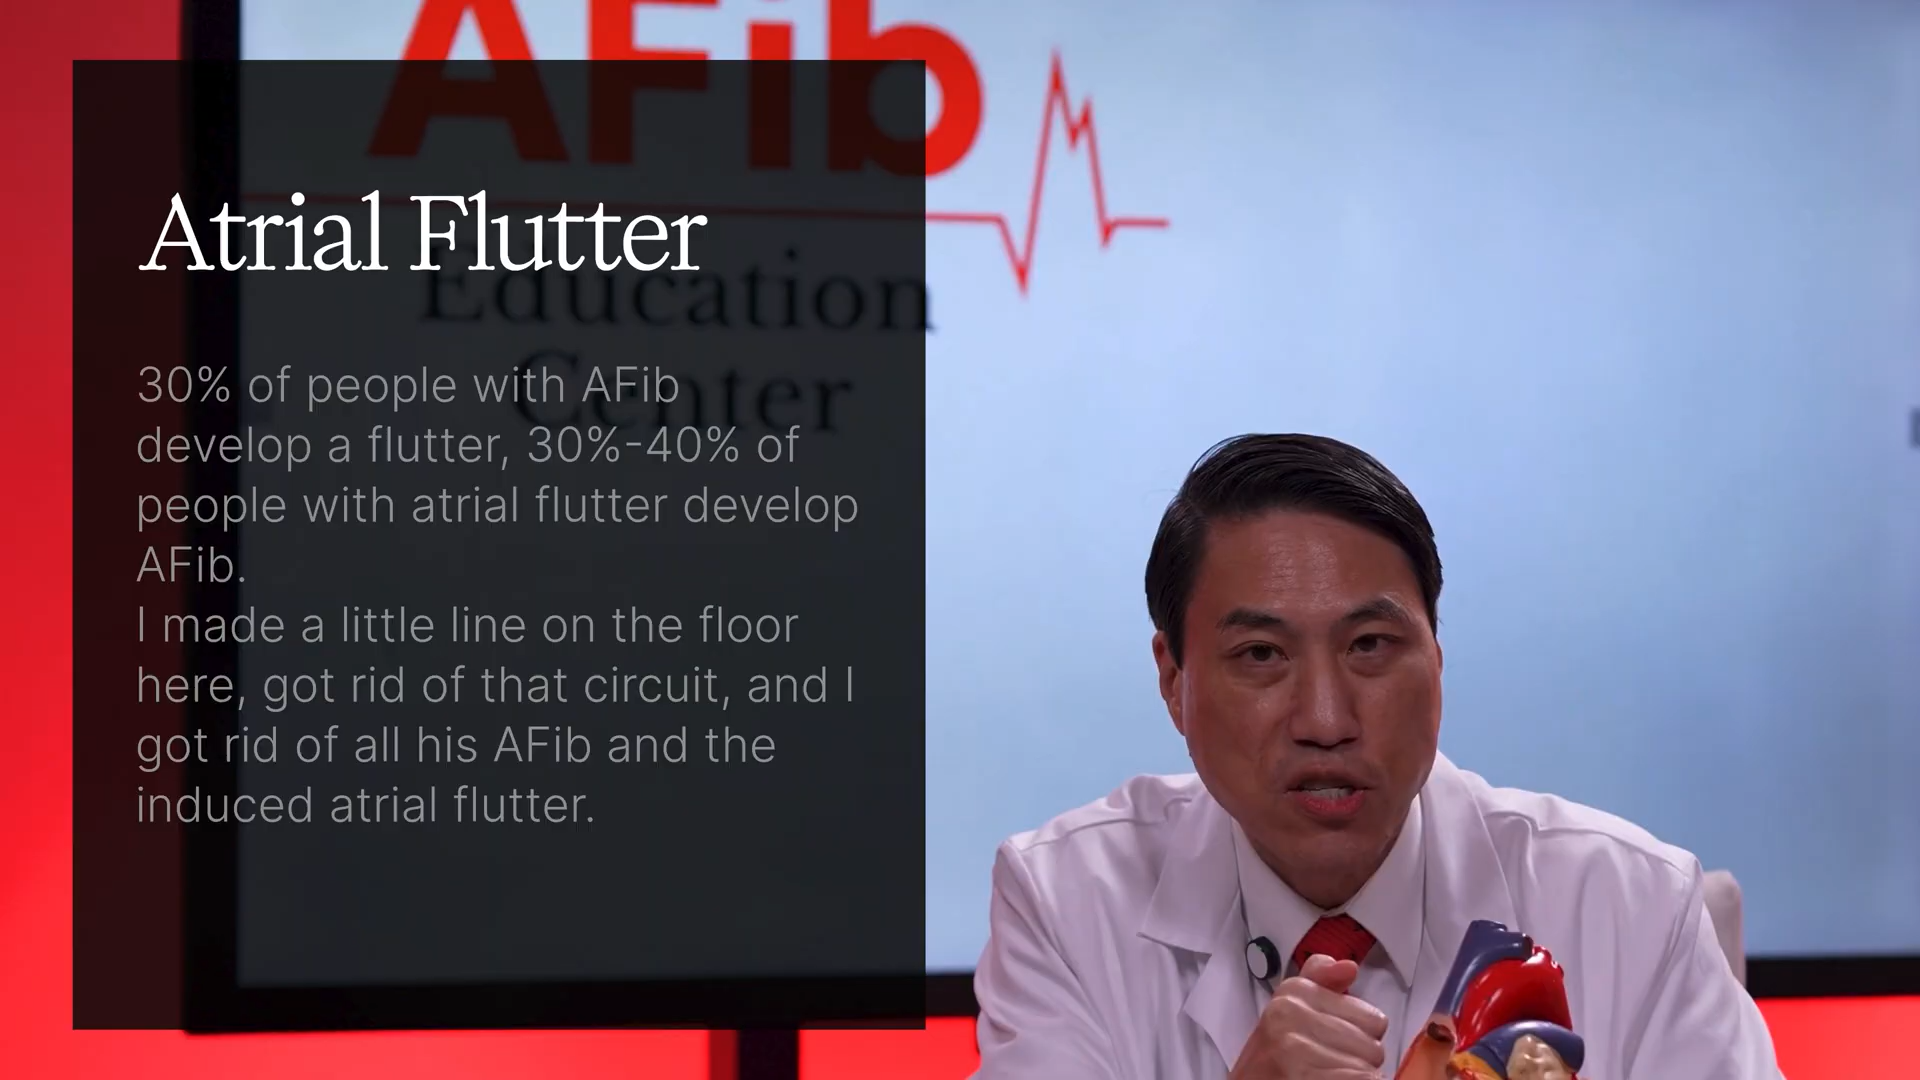 AFib
Education
Center
Atrial Flutter
30% of people with AFib
develop a flutter, 30%-40% of
people with atrial flutter develop
AFib.
I made a little line on the floor
here, got rid of that circuit, and I
got rid of all his AFib and the
induced atrial flutter.